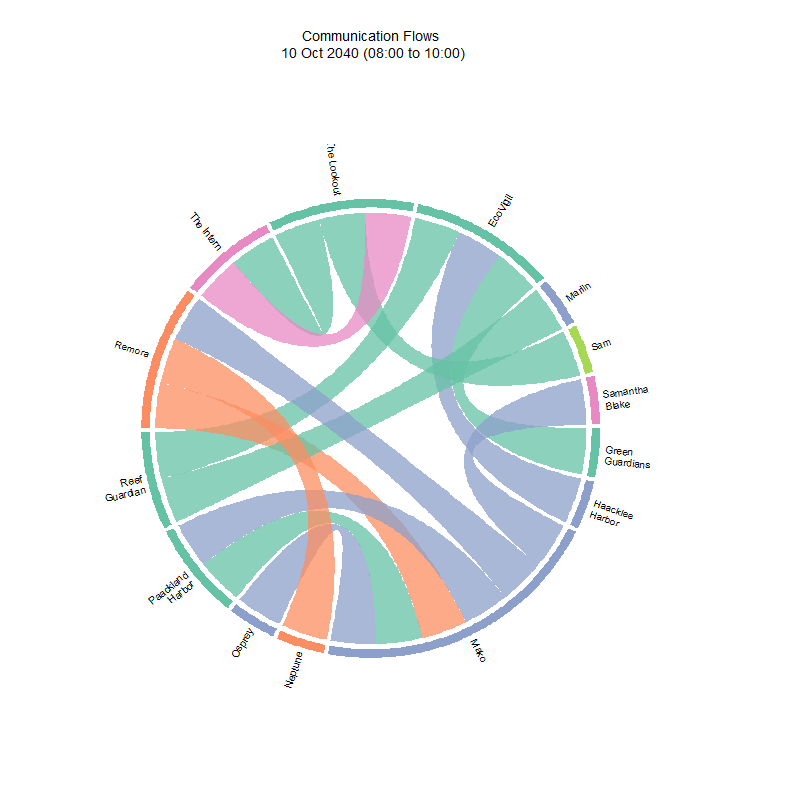 Communication Flows
10 Oct 2040 (08:00 to 10:00)
The Lookout
EcoVigil
The Intern
Marlin
Sam
Remora
Samantha
Blake
Green
Guardians
Reef
Guardian
Haacklee
Harbor
Paackland
Harbor
Osprey
Neptune
Mako